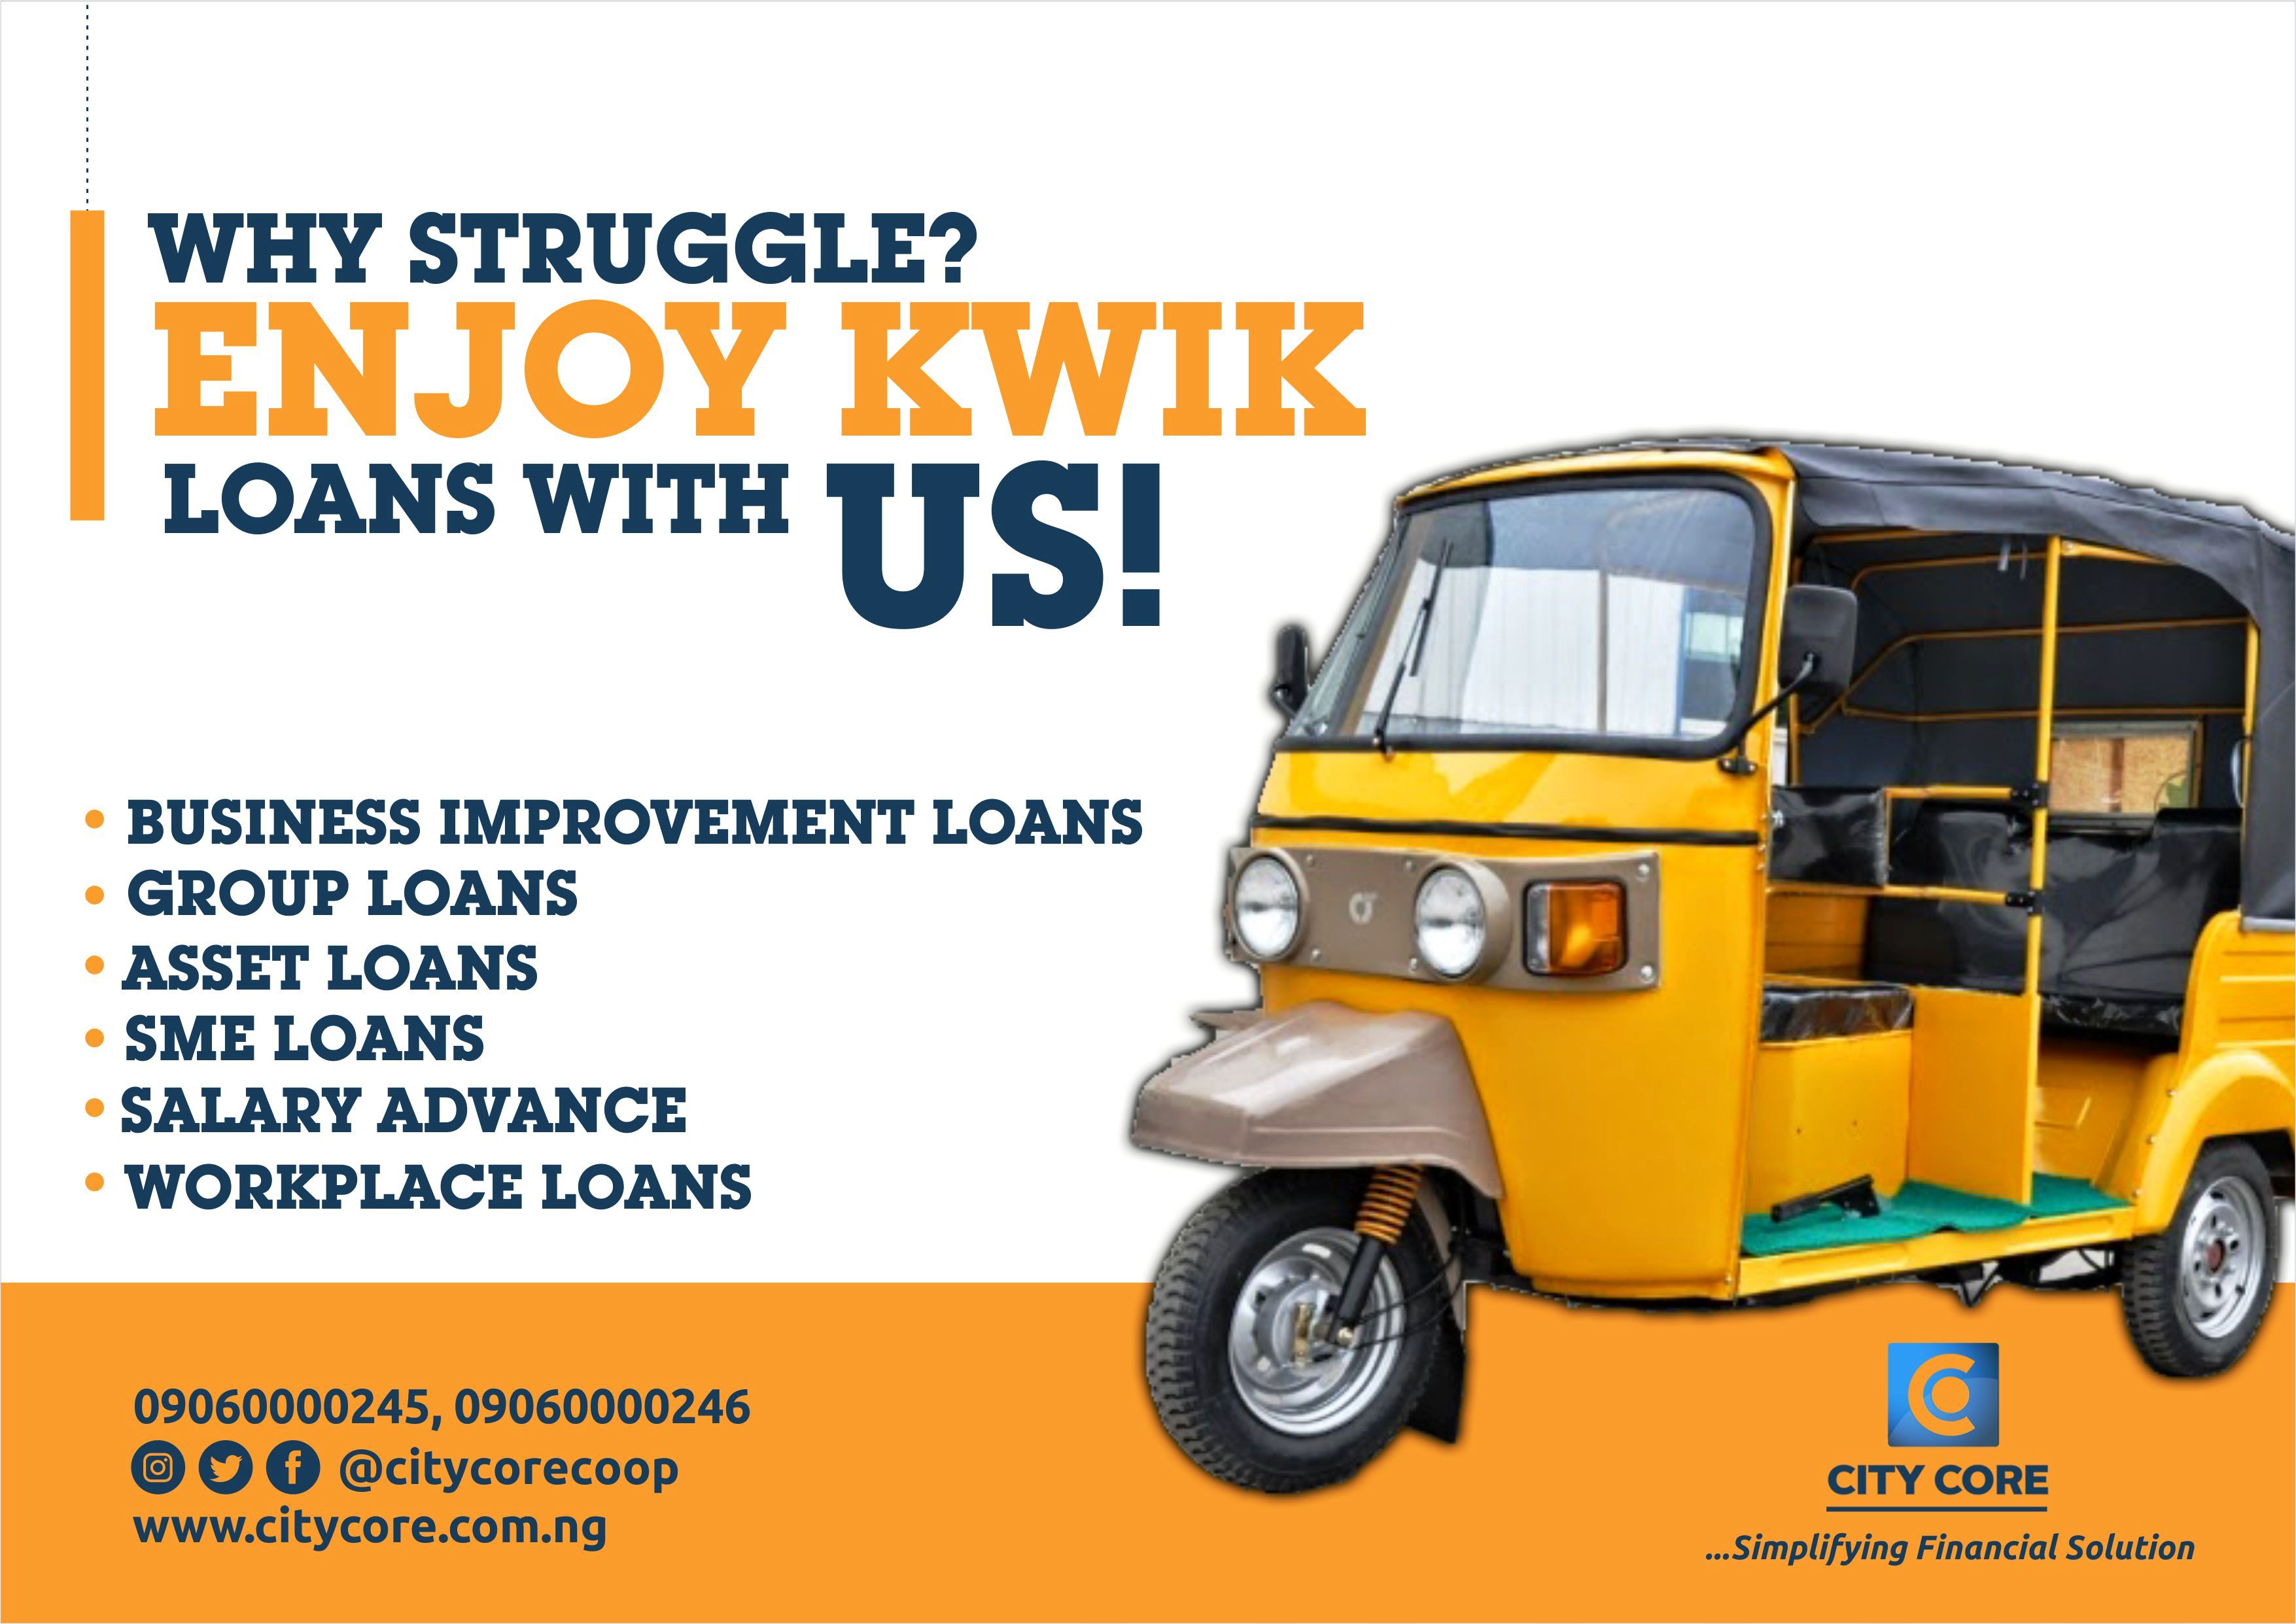 WHY STRUGGLE?
ENJOY KWIK
LOANS WITH US!
• BUSINESS IMPROVEMENT LOANS
• GROUP LOANS
• ASSET LOANS
• SME LOANS
• SALARY ADVANCE
• WORKPLACE LOANS
09060000245, 09060000246
@citycorecoop
www.citycore.com.ng
CITY CORE
...Simplifying Financial Solution